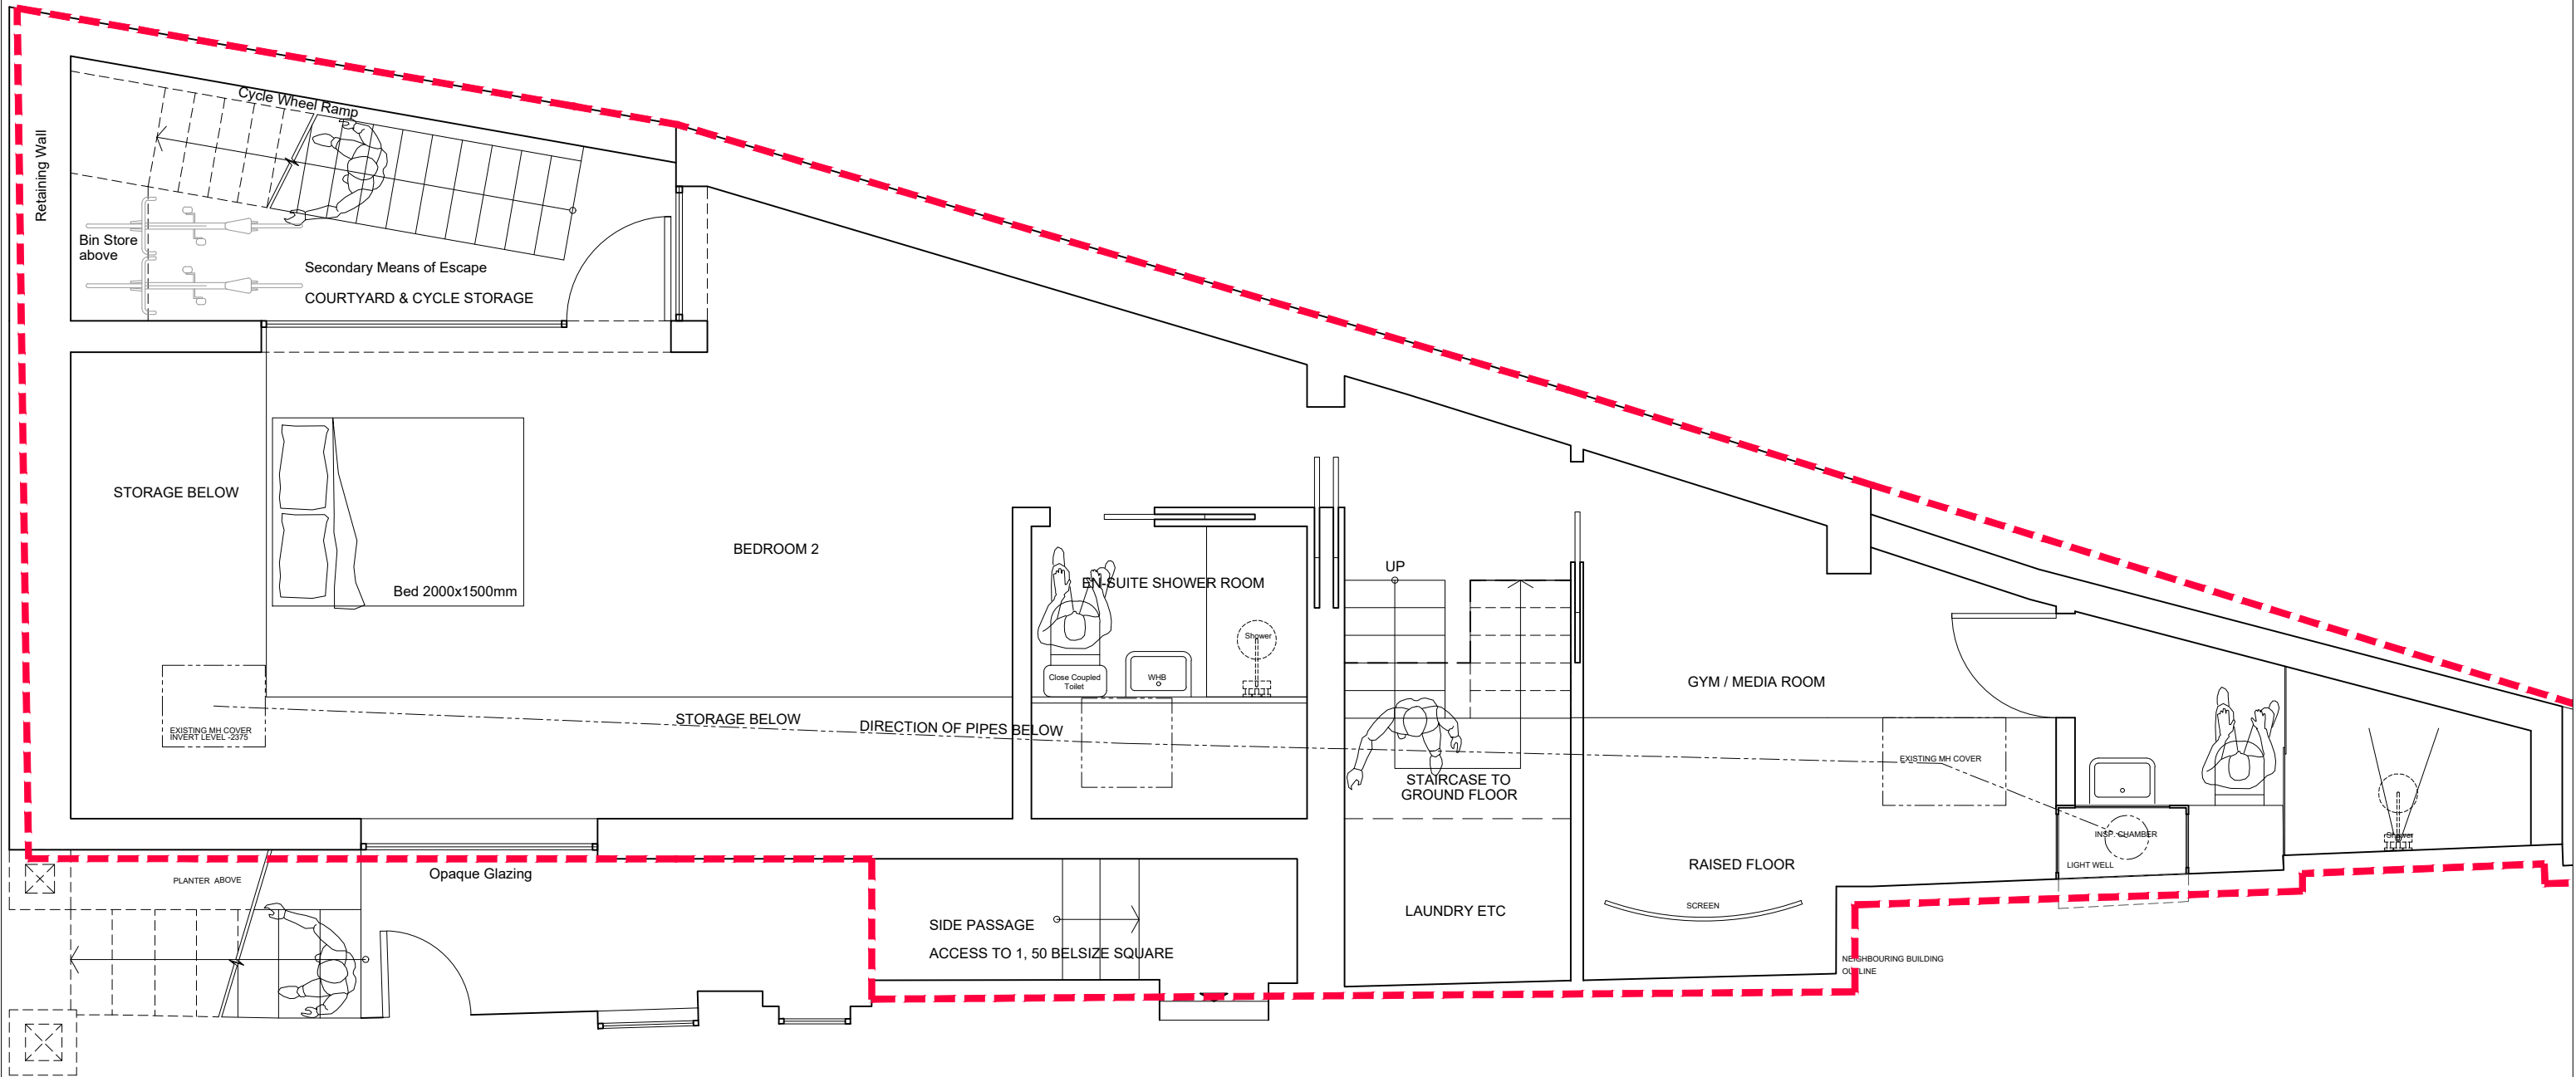 Cycle Wheel Ramp
Retaining Wall
Bin Store
above
Secondary Means of Escape
COURTYARD & CYCLE STORAGE
STORAGE BELOW
Bed 2000x1500mm
BEDROOM 2
EN-SUITE SHOWER ROOM
Shower
Close Coupled
Toilet
WHB
UP
GYM / MEDIA ROOM
EXISTING MH COVER
INVERT LEVEL -2375
STORAGE BELOW
DIRECTION OF PIPES BELOW
STAIRCASE TO
GROUND FLOOR
EXISTING MH COVER
INSP. CHAMBER
Shower
LIGHT WELL
RAISED FLOOR
PLANTER ABOVE
Opaque Glazing
SIDE PASSAGE
ACCESS TO 1, 50 BELSIZE SQUARE
LAUNDRY ETC
SCREEN
NEIGHBOURING BUILDING
OUTLINE